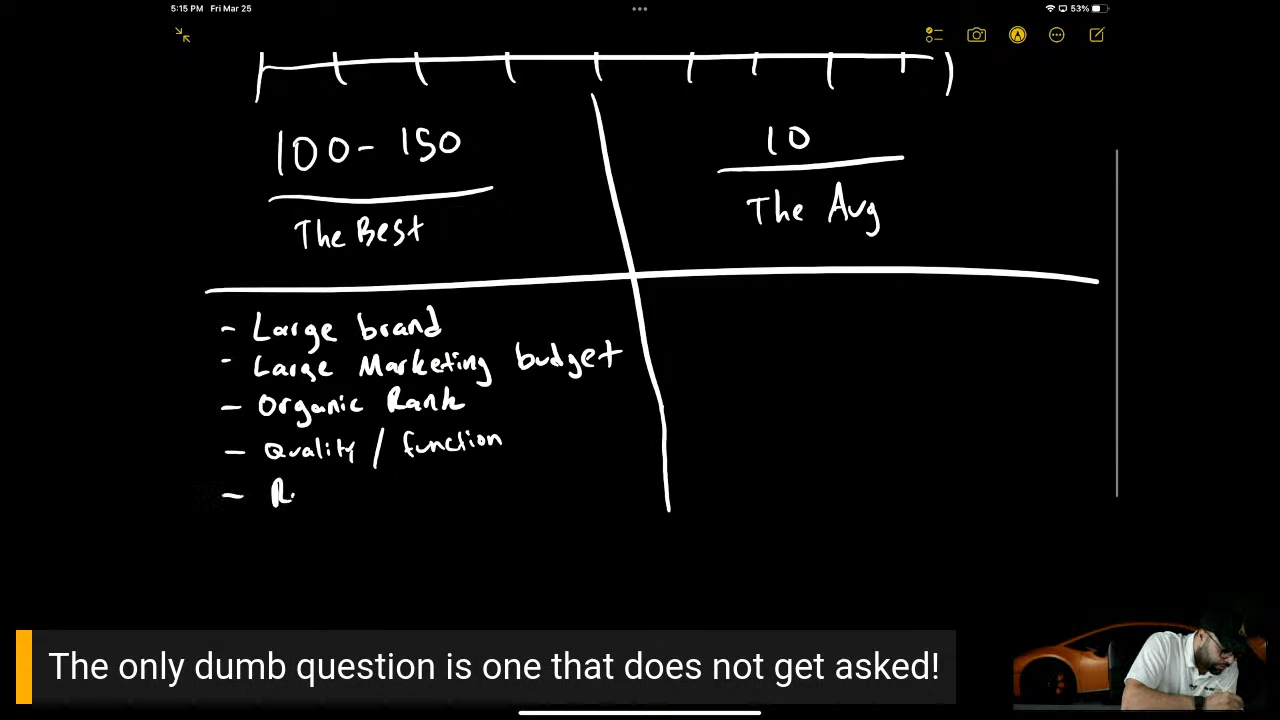 5:15 PM Fri Mar 25
53%
100 - 150
10
The Best
The Avg
- Large brand
- Large Marketing budget
- Organic Rank
- Quality / function
- R
The only dumb question is one that does not get asked!